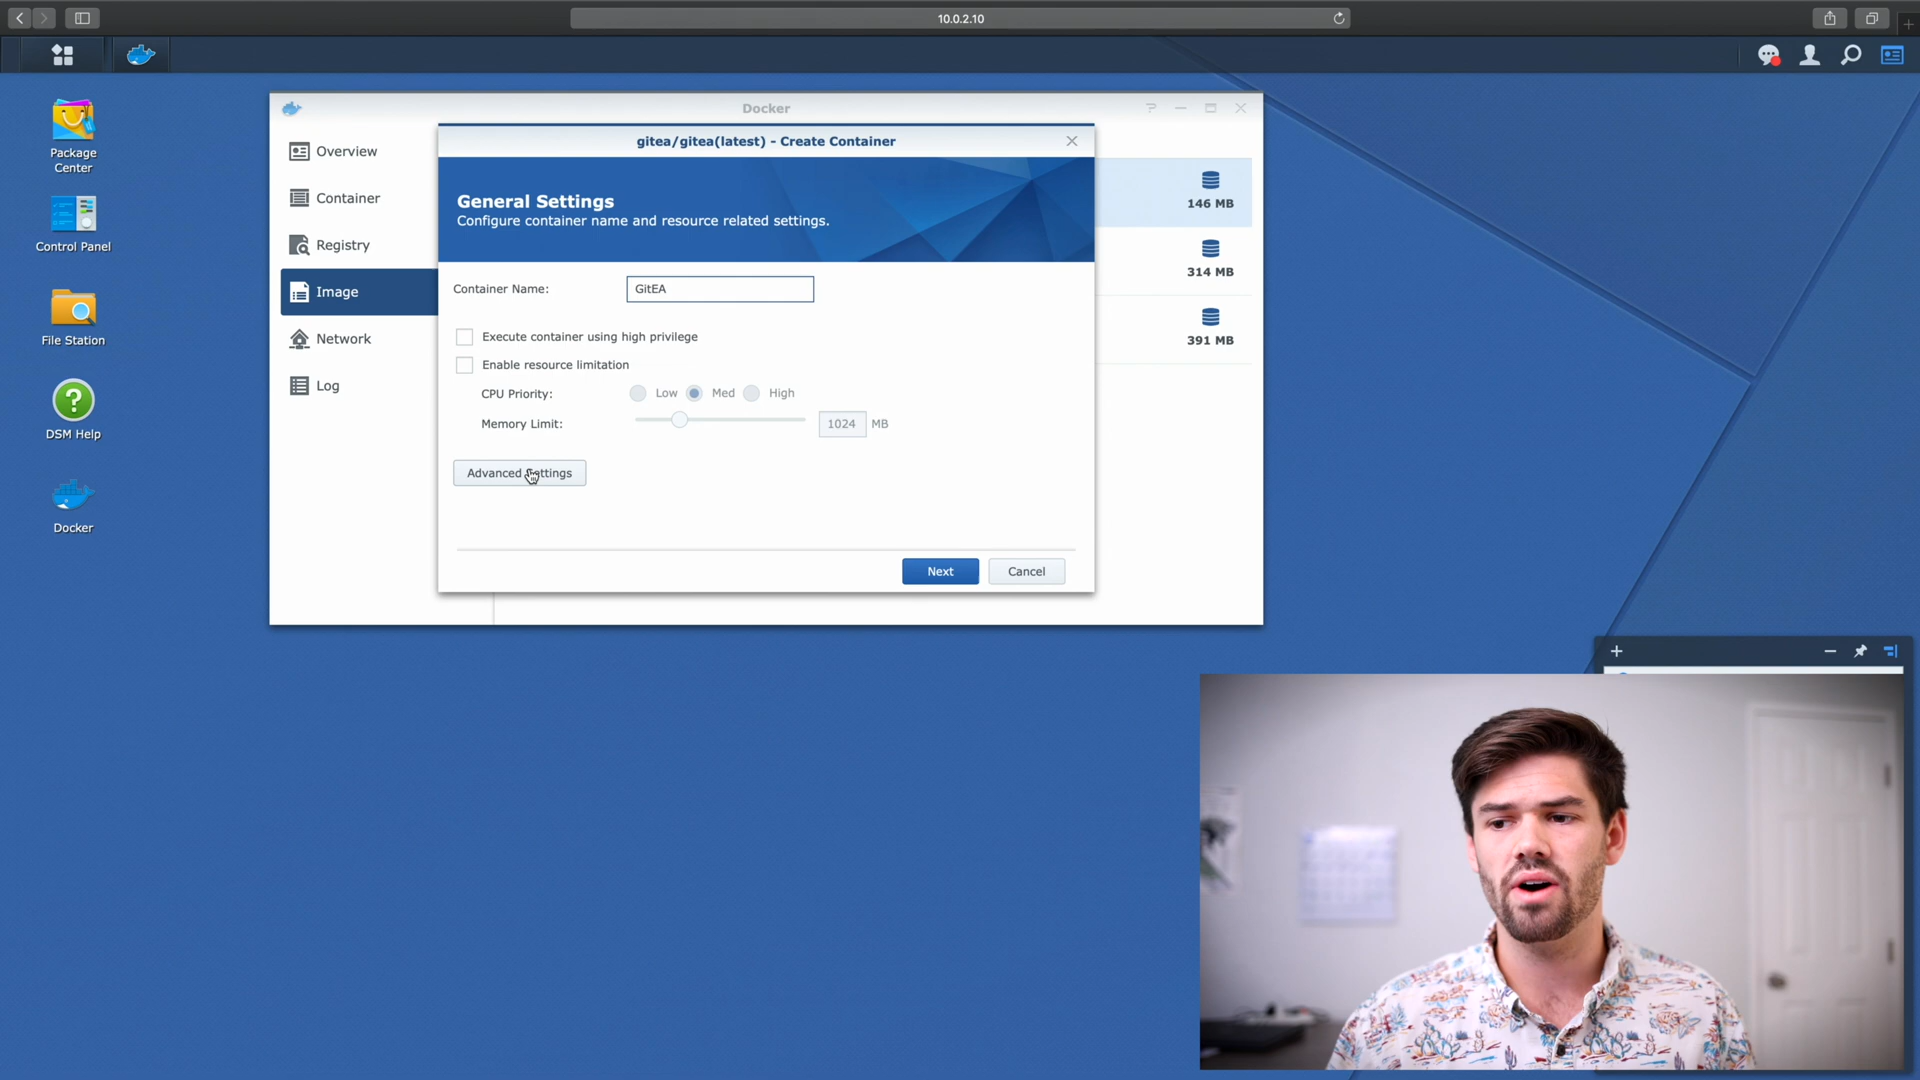 10.0.2.10
Docker
gitea/gitea(latest) - Create Container
General Settings
Configure container name and resource related settings.
Container Name:
GitEA
Execute container using high privilege
Enable resource limitation
CPU Priority:
Low
Med
High
Memory Limit:
1024
MB
Advanced Settings
Next
Cancel
Overview
Container
Registry
Image
Network
Log
146 MB
314 MB
391 MB
Package
Center
Control Panel
File Station
?
DSM Help
Docker